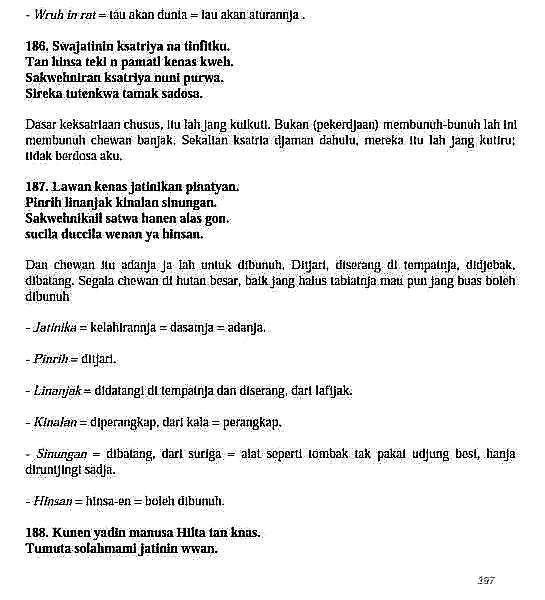 - Wruh in rat = tau akan dunia = tau akan aturannja .
186. Swajatinin ksatriya na tinfitku.
Tan hinsa teki n pamati kenas kweh.
Sakwehniran ksatriya nuni purwa.
Sireka tutenkwa tamak sadosa.
Dasar keksatriaan chusus, itu lah jang kuikuti. Bukan (pekerdjaan) membunuh-bunuh lah ini
membunuh chewan banjak. Sekalian ksatria djaman dahulu, mereka itu lah jang kutiru;
tidak berdosa aku.
187. Lawan kenas jatinikan pinatyan.
Pinrih linanjak kinalan sinungan.
Sakwehnikail satwa hanen alas gon.
sucila duccila wenan ya hinsan.
Dan chewan itu adanja ja lah untuk dibunuh. Ditjari, diserang di tempatnja, didjebak,
dibatang. Segala chewan di hutan besar, baik jang halus tabiatnja mau pun jang buas boleh
dibunuh
- Jatinika = kelahirannja = dasarnja = adanja.
- Pinrih = ditjari.
- Linanjak = didatangi di tempatnja dan diserang, dari lafijak.
- Kinalan = diperangkap, dari kala = perangkap.
- Sinungan = dibatang, dari suriga = alat seperti tombak tak pakai udjung besi, hanja
diruntjingi sadja.
- Hinsan = hinsa-en = boleh dibunuh.
188. Kunen yadin manusa Hilta tan knas.
Tumuta solahmami jatinin wwan.
397